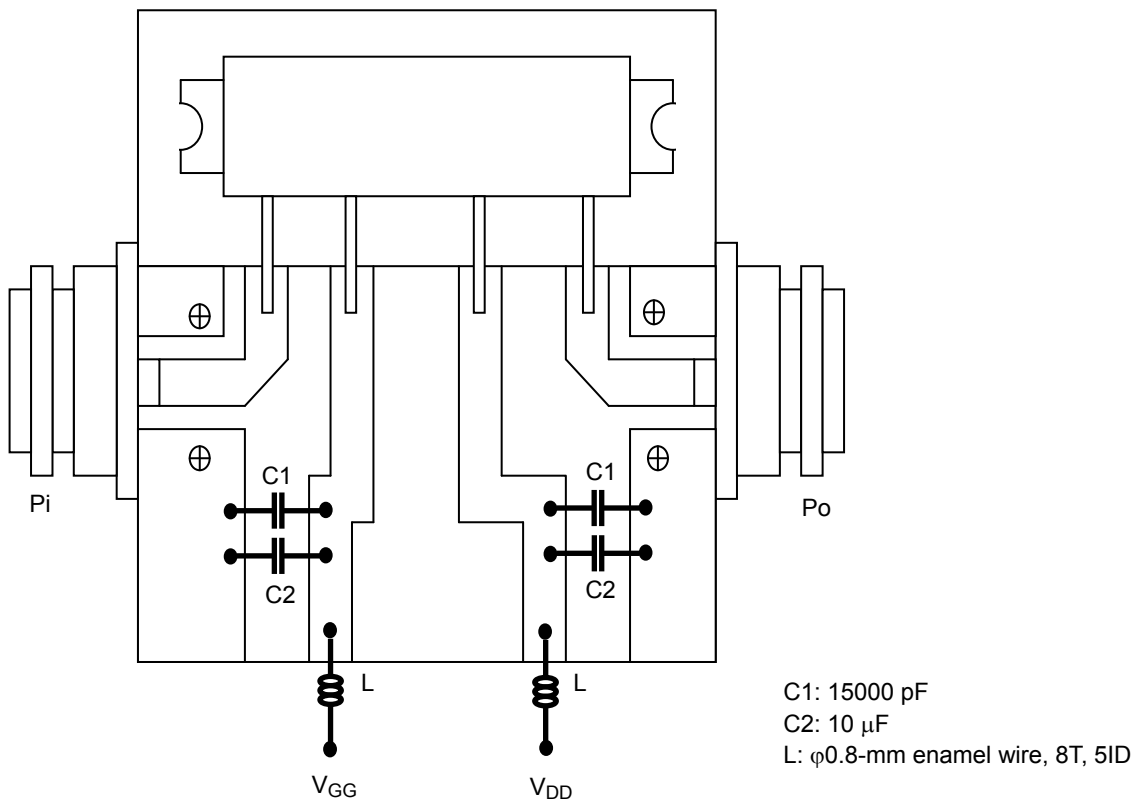 C1
C1
Pi
Po
C2
C2
L
L
C1: 15000 pF
C2: 10 μF
L: φ0.8-mm enamel wire, 8T, 5ID
VGG
VDD